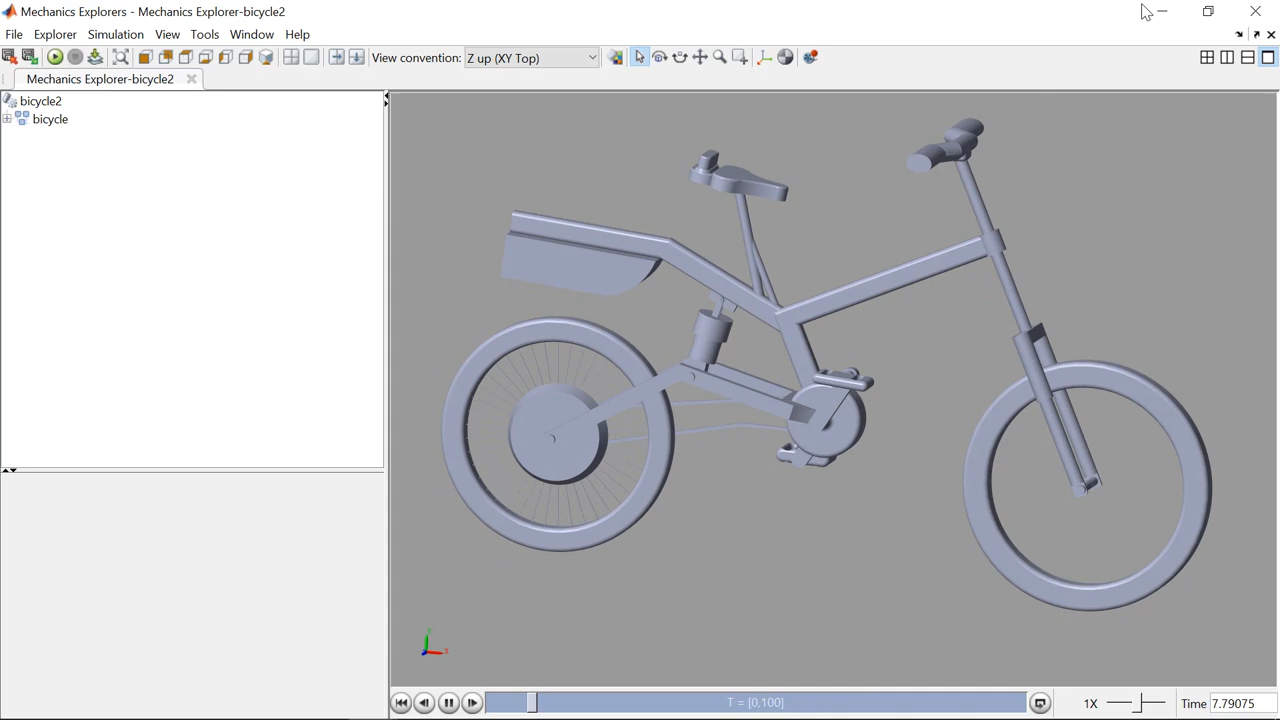 Mechanics Explorers - Mechanics Explorer-bicycle2
File Explorer Simulation View Tools Window Help
View convention: Z up (XY Top)
Mechanics Explorer-bicycle2
bicycle2
bicycle
T = [0,100]
1X
Time 7.79075